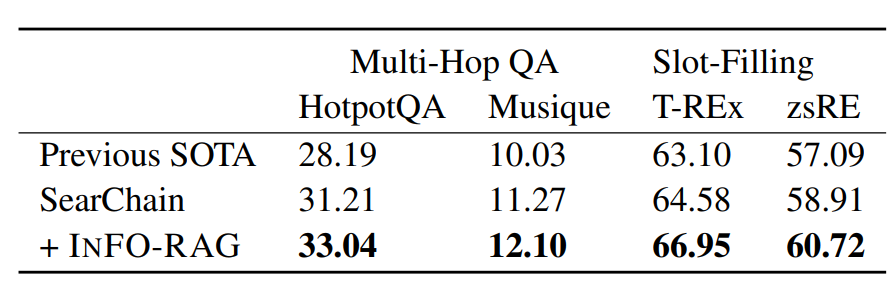 Multi-Hop QA Slot-Filling
HotpotQA Musique T-REx zsRE
Previous SOTA 28.19 10.03 63.10 57.09
SearChain 31.21 11.27 64.58 58.91
+ INFO-RAG 33.04 12.10 66.95 60.72